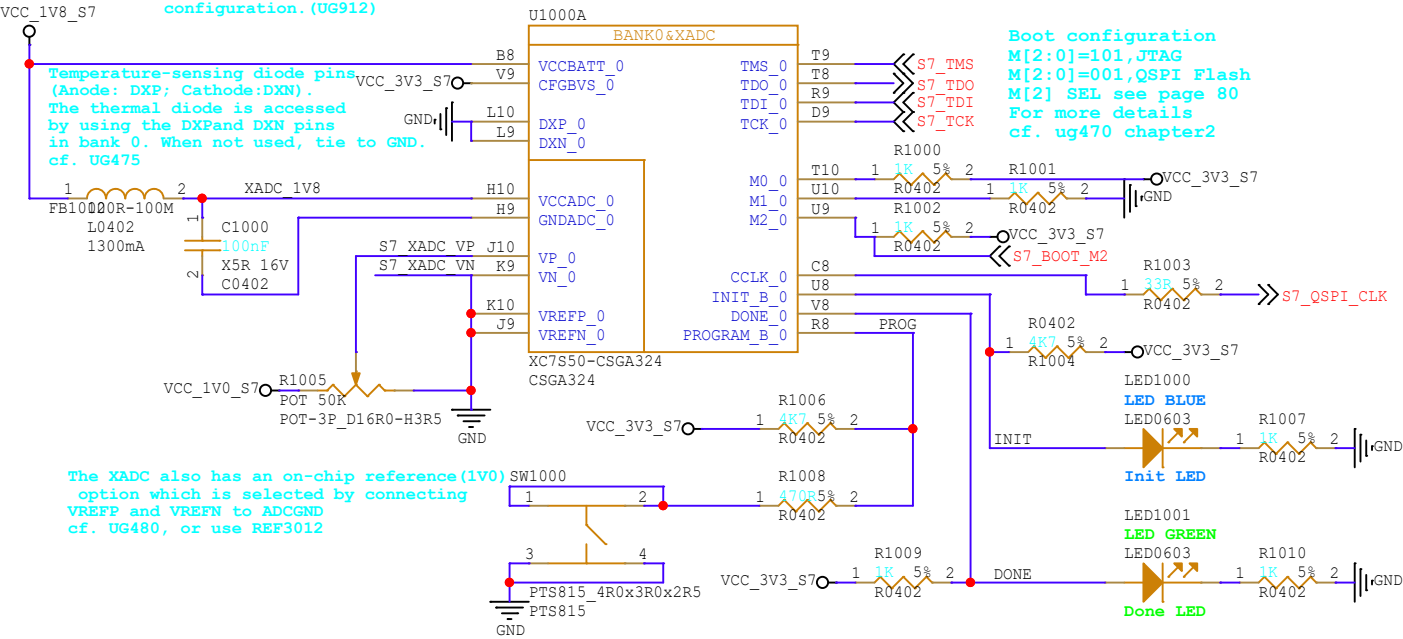 configuration.(UG912)
VCC_1V8_S7
U1000A
BANK0&XADC
B8
VCCBATT_0
VCC_3V3_S7
V9
CFGBVS_0
Temperature-sensing diode pins
(Anode: DXP; Cathode:DXN).
The thermal diode is accessed
by using the DXPand DXN pins
in bank 0. When not used, tie to GND.
cf. UG475
GND
L10
DXP_0
L9
DXN_0
TMS_0
T9
S7_TMS
TDO_0
T8
S7_TDO
TDI_0
R9
S7_TDI
TCK_0
D9
S7_TCK
Boot configuration
M[2:0]=101,JTAG
M[2:0]=001,QSPI Flash
M[2] SEL see page 80
For more details
cf. ug470 chapter2
1
2
XADC_1V8
FB1000
120R-100M
L0402
1300mA
H10
VCCADC_0
H9
GNDADC_0
1
C1000
100nF
X5R 16V
2
C0402
S7_XADC_VP
J10
VP_0
S7_XADC_VN
K9
VN_0
K10
VREFP_0
J9
VREFN_0
M0_0
T10
R1000
1
1K
5%
2
R0402
VCC_3V3_S7
M1_0
U10
R1001
1
1K
5%
2
R0402
GND
M2_0
U9
R1002
1
1K
5%
2
R0402
VCC_3V3_S7
S7_BOOT_M2
CCLK_0
C8
R1003
1
33R
5%
2
R0402
S7_QSPI_CLK
INIT_B_0
U8
DONE_0
V8
PROGRAM_B_0
R8
PROG
R0402
1
4K7
5%
2
R1004
VCC_3V3_S7
XC7S50-CSGA324
CSGA324
VCC_1V0_S7
R1005
POT 50K
POT-3P_D16R0-H3R5
GND
VCC_3V3_S7
R1006
1
4K7
5%
2
R0402
INIT
LED1000
LED BLUE
LED0603
Init LED
R1007
1
1K
5%
2
R0402
GND
The XADC also has an on-chip reference(1V0)
option which is selected by connecting
VREFP and VREFN to ADCGND
cf. UG480, or use REF3012
SW1000
1
2
3
4
PTS815_4R0x3R0x2R5
PTS815
GND
R1008
1
470R
5%
2
R0402
VCC_3V3_S7
R1009
1
1K
5%
2
R0402
DONE
LED1001
LED GREEN
LED0603
Done LED
R1010
1
1K
5%
2
R0402
GND